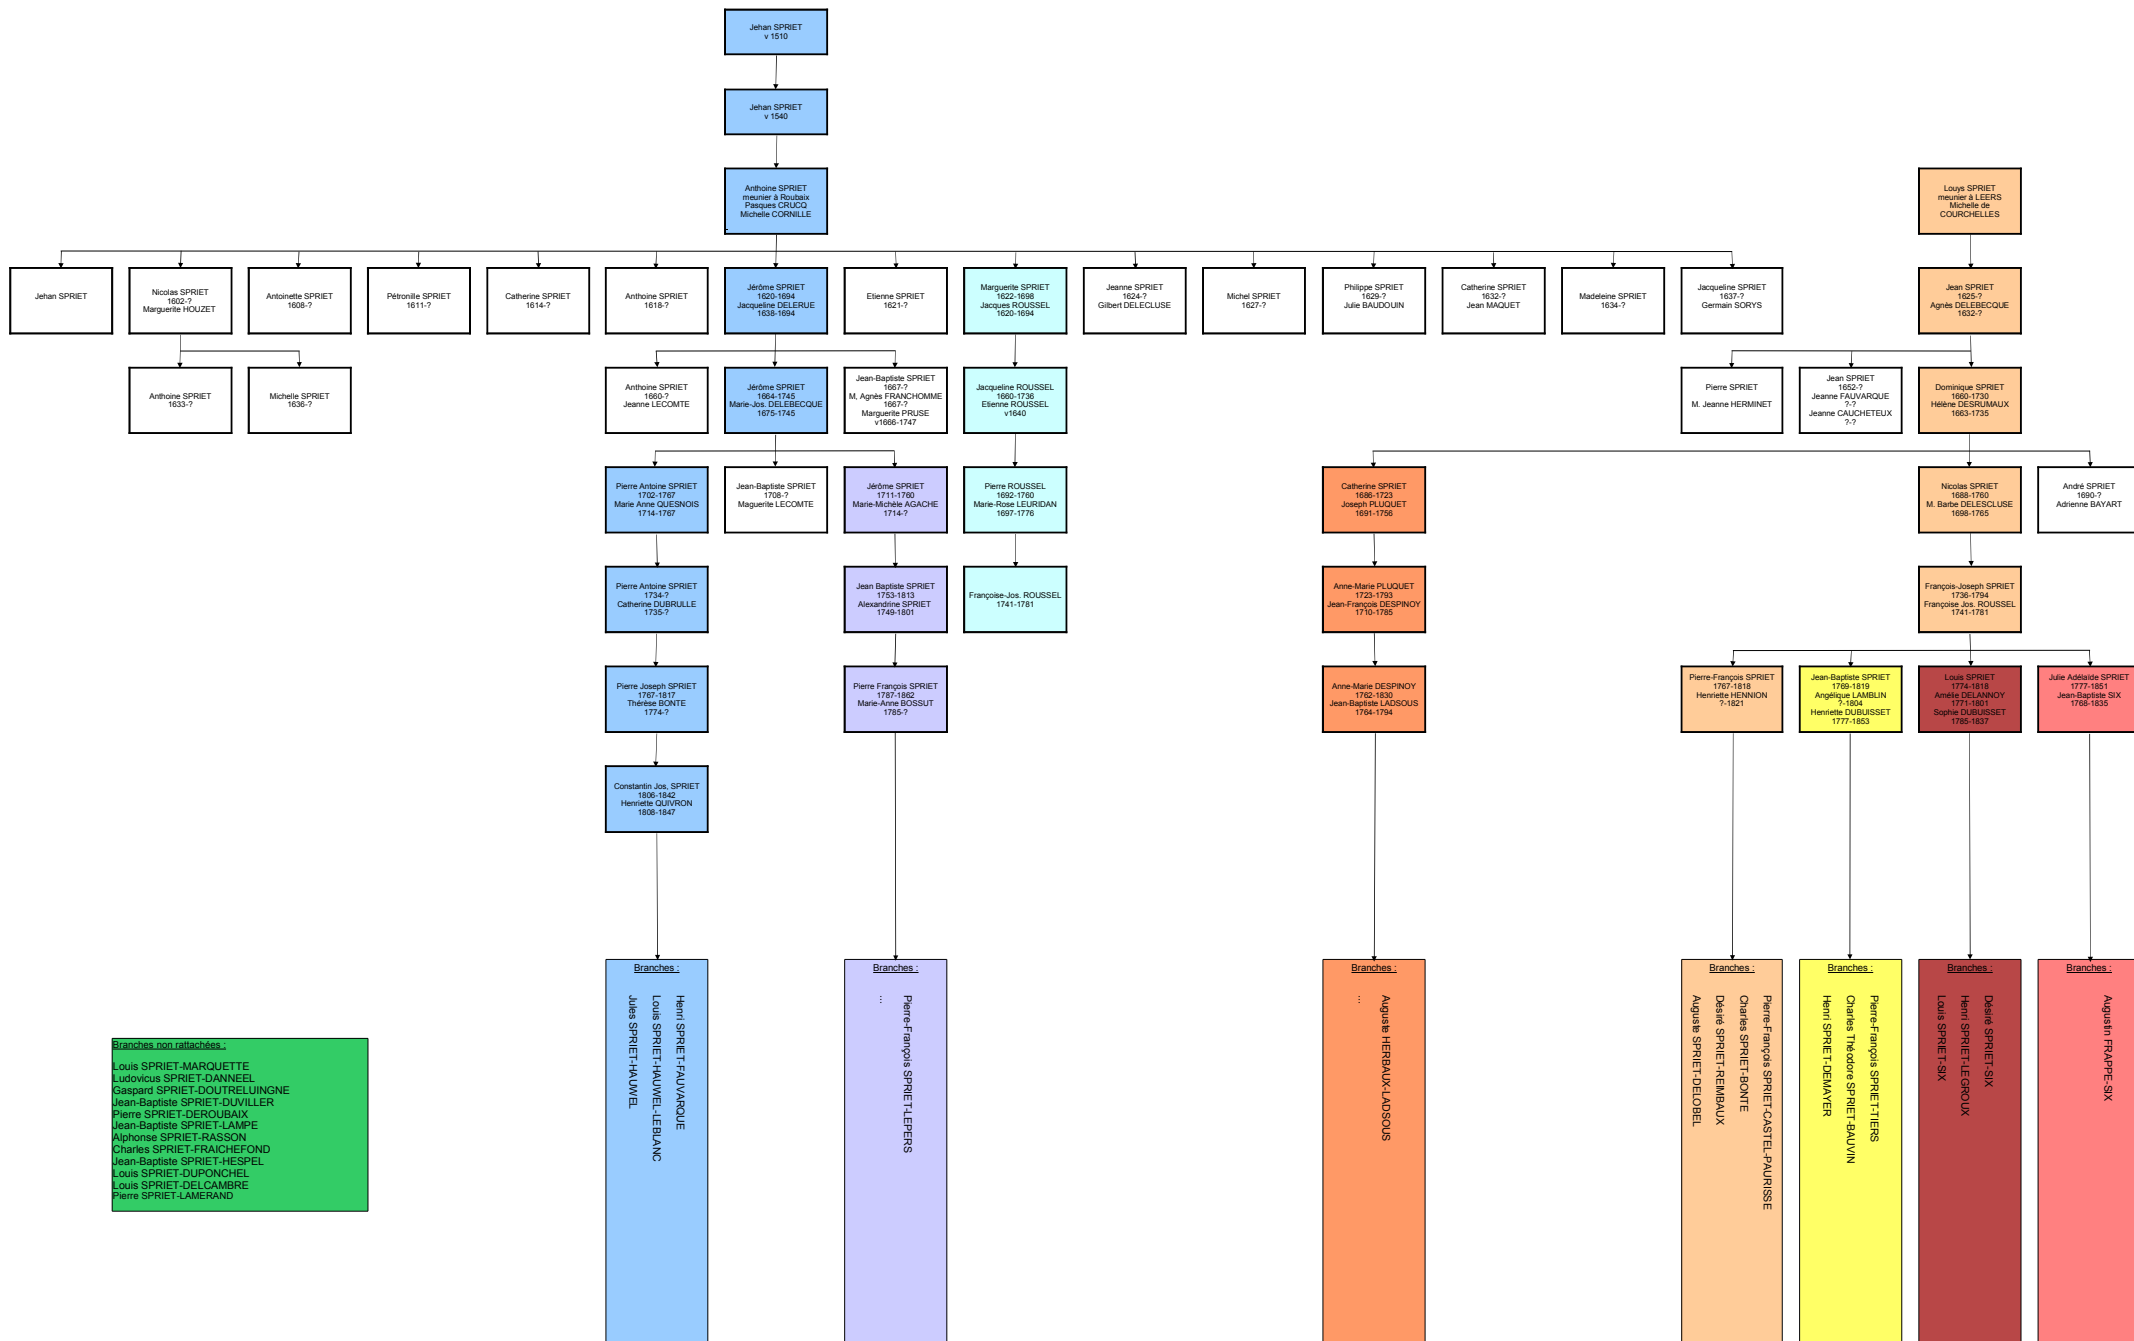 Jehan SPRIET
v 1510
Jehan SPRIET
v 1540
Anthoine SPRIET
meunier à Roubaix
Pasques CRUCQ
Michelle CORNILLE
Louys SPRIET
meunier à LEERS
Michelle de
COURCHELLES
Jehan SPRIET
Nicolas SPRIET
1602-?
Marguerite HOUZET
Antoinette SPRIET
1608-?
Pétronille SPRIET
1611-?
Catherine SPRIET
1614-?
Anthoine SPRIET
1618-?
Jérôme SPRIET
1620-1694
Jacqueline DELERUE
1638-1694
Etienne SPRIET
1621-?
Marguerite SPRIET
1622-1698
Jacques ROUSSEL
1620-1694
Jeanne SPRIET
1624-?
Gilbert DELECLUSE
Michel SPRIET
1627-?
Philippe SPRIET
1629-?
Julie BAUDOUIN
Catherine SPRIET
1632-?
Jean MAQUET
Madeleine SPRIET
1634-?
Jacqueline SPRIET
1637-?
Germain SORYS
Jean SPRIET
1625-?
Agnès DELEBECQUE
1632-?
Anthoine SPRIET
1633-?
Michelle SPRIET
1636-?
Anthoine SPRIET
1660-?
Jeanne LECOMTE
Jérôme SPRIET
1664-1745
Marie-Jos. DELEBECQUE
1675-1745
Jean-Baptiste SPRIET
1667-?
M, Agnès FRANCHOMME
1667-?
Marguerite PRUSE
v1666-1747
Jacqueline ROUSSEL
1660-1736
Etienne ROUSSEL
v1640
Pierre SPRIET
M. Jeanne HERMINET
Jean SPRIET
1652-?
Jeanne FAUVARQUE
?-?
Jeanne CAUCHETEUX
?-?
Dominique SPRIET
1660-1730
Hélène DESRUMAUX
1663-1735
Pierre Antoine SPRIET
1702-1767
Marie Anne QUESNOIS
1714-1767
Jean-Baptiste SPRIET
1708-?
Maguerite LECOMTE
Jérôme SPRIET
1711-1760
Marie-Michèle AGACHE
1714-?
Pierre ROUSSEL
1692-1760
Marie-Rose LEURIDAN
1697-1776
Catherine SPRIET
1686-1723
Joseph PLUQUET
1691-1756
Nicolas SPRIET
1688-1760
M. Barbe DELESCLUSE
1698-1765
André SPRIET
1690-?
Adrienne BAYART
Pierre Antoine SPRIET
1734-?
Catherine DUBRULLE
1735-?
Jean Baptiste SPRIET
1753-1813
Alexandrine SPRIET
1749-1801
Françoise-Jos. ROUSSEL
1741-1781
Anne-Marie PLUQUET
1723-1793
Jean-François DESPINOY
1710-1785
François-Joseph SPRIET
1736-1794
Françoise Jos. ROUSSEL
1741-1781
Pierre Joseph SPRIET
1767-1817
Thérèse BONTE
1774-?
Pierre François SPRIET
1787-1862
Marie-Anne BOSSUT
1785-?
Anne-Marie DESPINOY
1762-1830
Jean-Baptiste LADSOUS
1764-1794
Pierre-François SPRIET
1767-1818
Henriette HENNION
?-1821
Jean-Baptiste SPRIET
1769-1819
Angélique LAMBLIN
?-1804
Henriette DUBUISSET
1777-1853
Louis SPRIET
1774-1818
Amélie DELANNOY
1771-1801
Sophie DUBUISSET
1785-1837
Julie Adélaïde SPRIET
1777-1851
Jean-Baptiste SIX
1768-1835
Constantin Jos, SPRIET
1806-1842
Henriette QUIVRON
1808-1847
Branches :
Henri SPRIET-FAUVARQUE
Louis SPRIET-HAUWEL-LEBLANC
Jules SPRIET-HAUWEL
Branches :
Pierre-François SPRIET-LEPERS
...
Branches :
Auguste HERBAUX-LADSOUS
...
Branches :
Pierre-François SPRIET-CASTEL-PAURISSE
Charles SPRIET-BONTE
Désiré SPRIET-REIMBAUX
Auguste SPRIET-DELOBEL
Branches :
Pierre-François SPRIET-TIERS
Charles Théodore SPRIET-BAUVIN
Henri SPRIET-DEMAYER
Branches :
Désiré SPRIET-SIX
Henri SPRIET-LEGROUX
Louis SPRIET-SIX
Branches :
Augustin FRAPPE-SIX
Branches non rattachées :
Louis SPRIET-MARQUETTE
Ludovicus SPRIET-DANNEEL
Gaspard SPRIET-DOUTRELUINGNE
Jean-Baptiste SPRIET-DUVILLER
Pierre SPRIET-DEROUBAIX
Jean-Baptiste SPRIET-LAMPE
Alphonse SPRIET-RASSON
Charles SPRIET-FRAICHEFOND
Jean-Baptiste SPRIET-HESPEL
Louis SPRIET-DUPONCHEL
Louis SPRIET-DELCAMBRE
Pierre SPRIET-LAMERAND